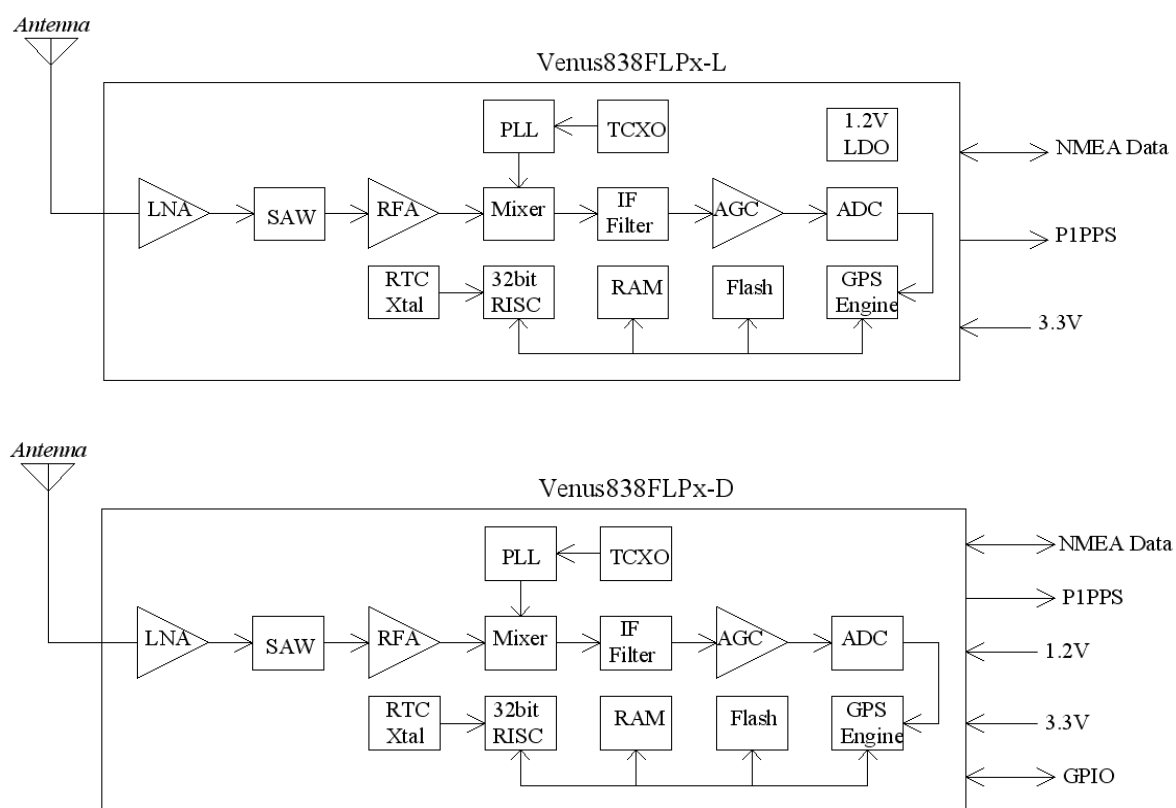 Antenna
Venus838FLPx-L
PLL
TCXO
1.2V
LDO
NMEA Data
LNA
SAW
RFA
Mixer
IF
Filter
AGC
ADC
P1PPS
RTC
Xtal
32bit
RISC
RAM
Flash
GPS
Engine
3.3V
Antenna
Venus838FLPx-D
PLL
TCXO
NMEA Data
P1PPS
LNA
SAW
RFA
Mixer
IF
Filter
AGC
ADC
1.2V
RTC
Xtal
32bit
RISC
RAM
Flash
GPS
Engine
3.3V
GPIO